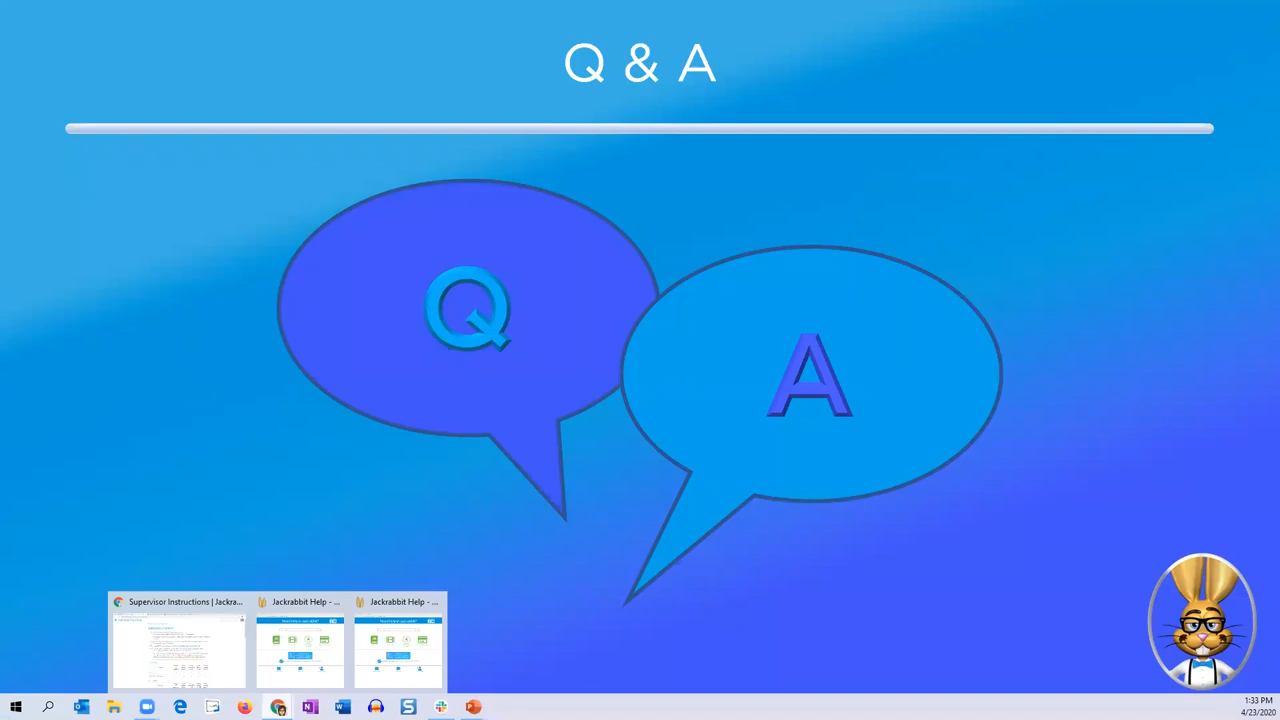 Q & A
Q
A
Supervisor Instructions | Jackra...
Jackrabbit Help - ...
Jackrabbit Help - ...
1:33 PM
4/23/2020